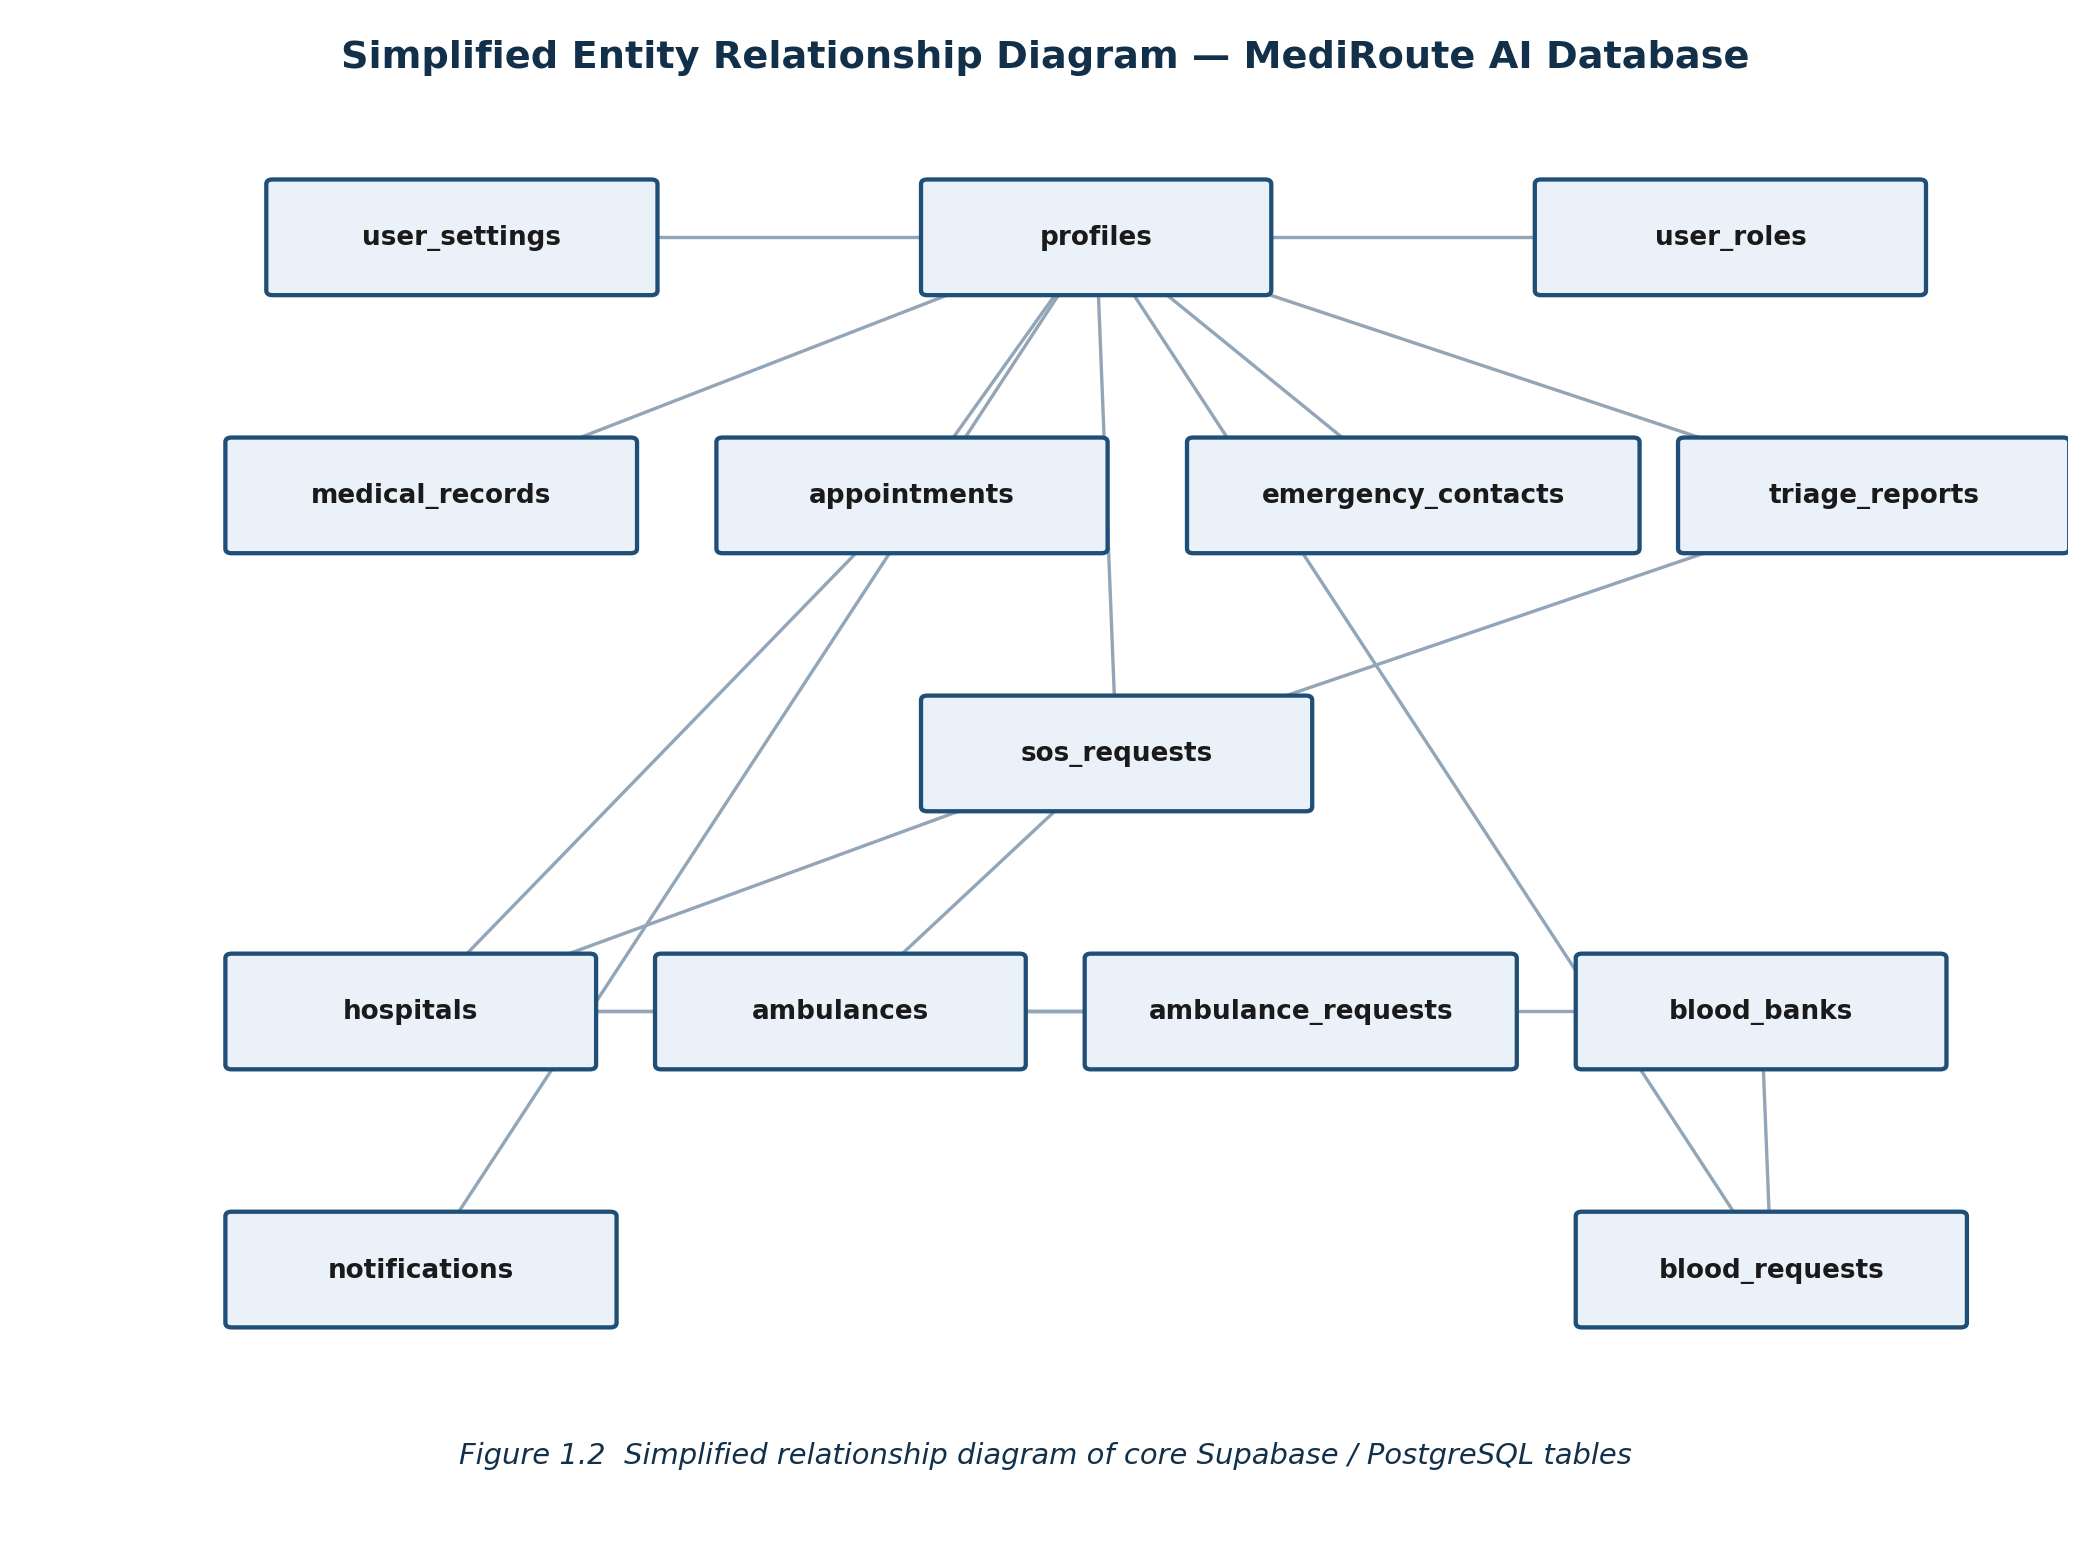 Simplified Entity Relationship Diagram — MediRoute AI Database
user_settings
profiles
user_roles
medical_records
appointments
emergency_contacts
triage_reports
sos_requests
hospitals
ambulances
ambulance_requests
blood_banks
notifications
blood_requests
Figure 1.2  Simplified relationship diagram of core Supabase / PostgreSQL tables